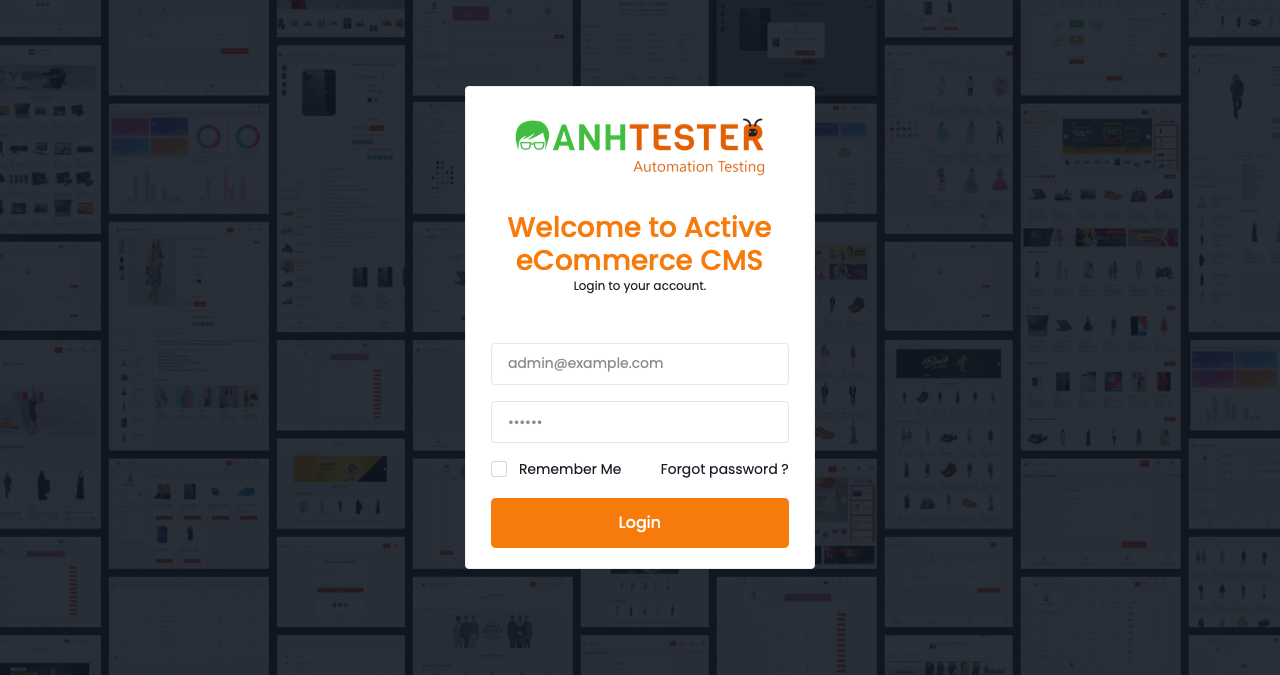 ANHTESTER
Automation Testing
Welcome to Active
eCommerce CMS
Login to your account.
admin@example.com
••••••
Remember Me
Forgot password ?
Login